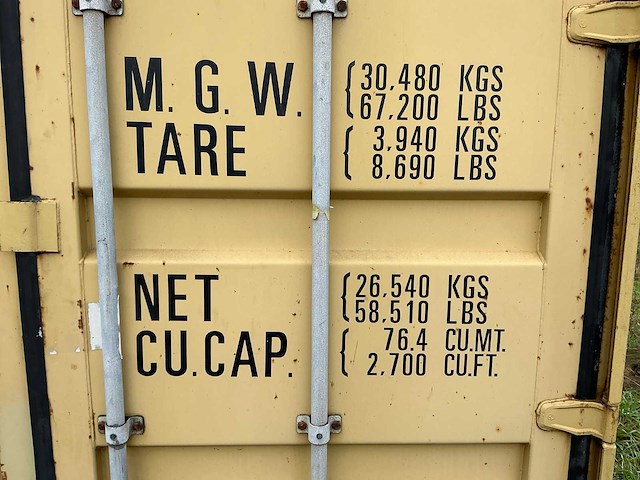 M. G. W. 30,480 KGS
67,200 LBS
TARE 3,940 KGS
8,690 LBS
NET 26,540 KGS
58,510 LBS
CU.CAP. 76.4 CU.MT.
2,700 CU.FT.